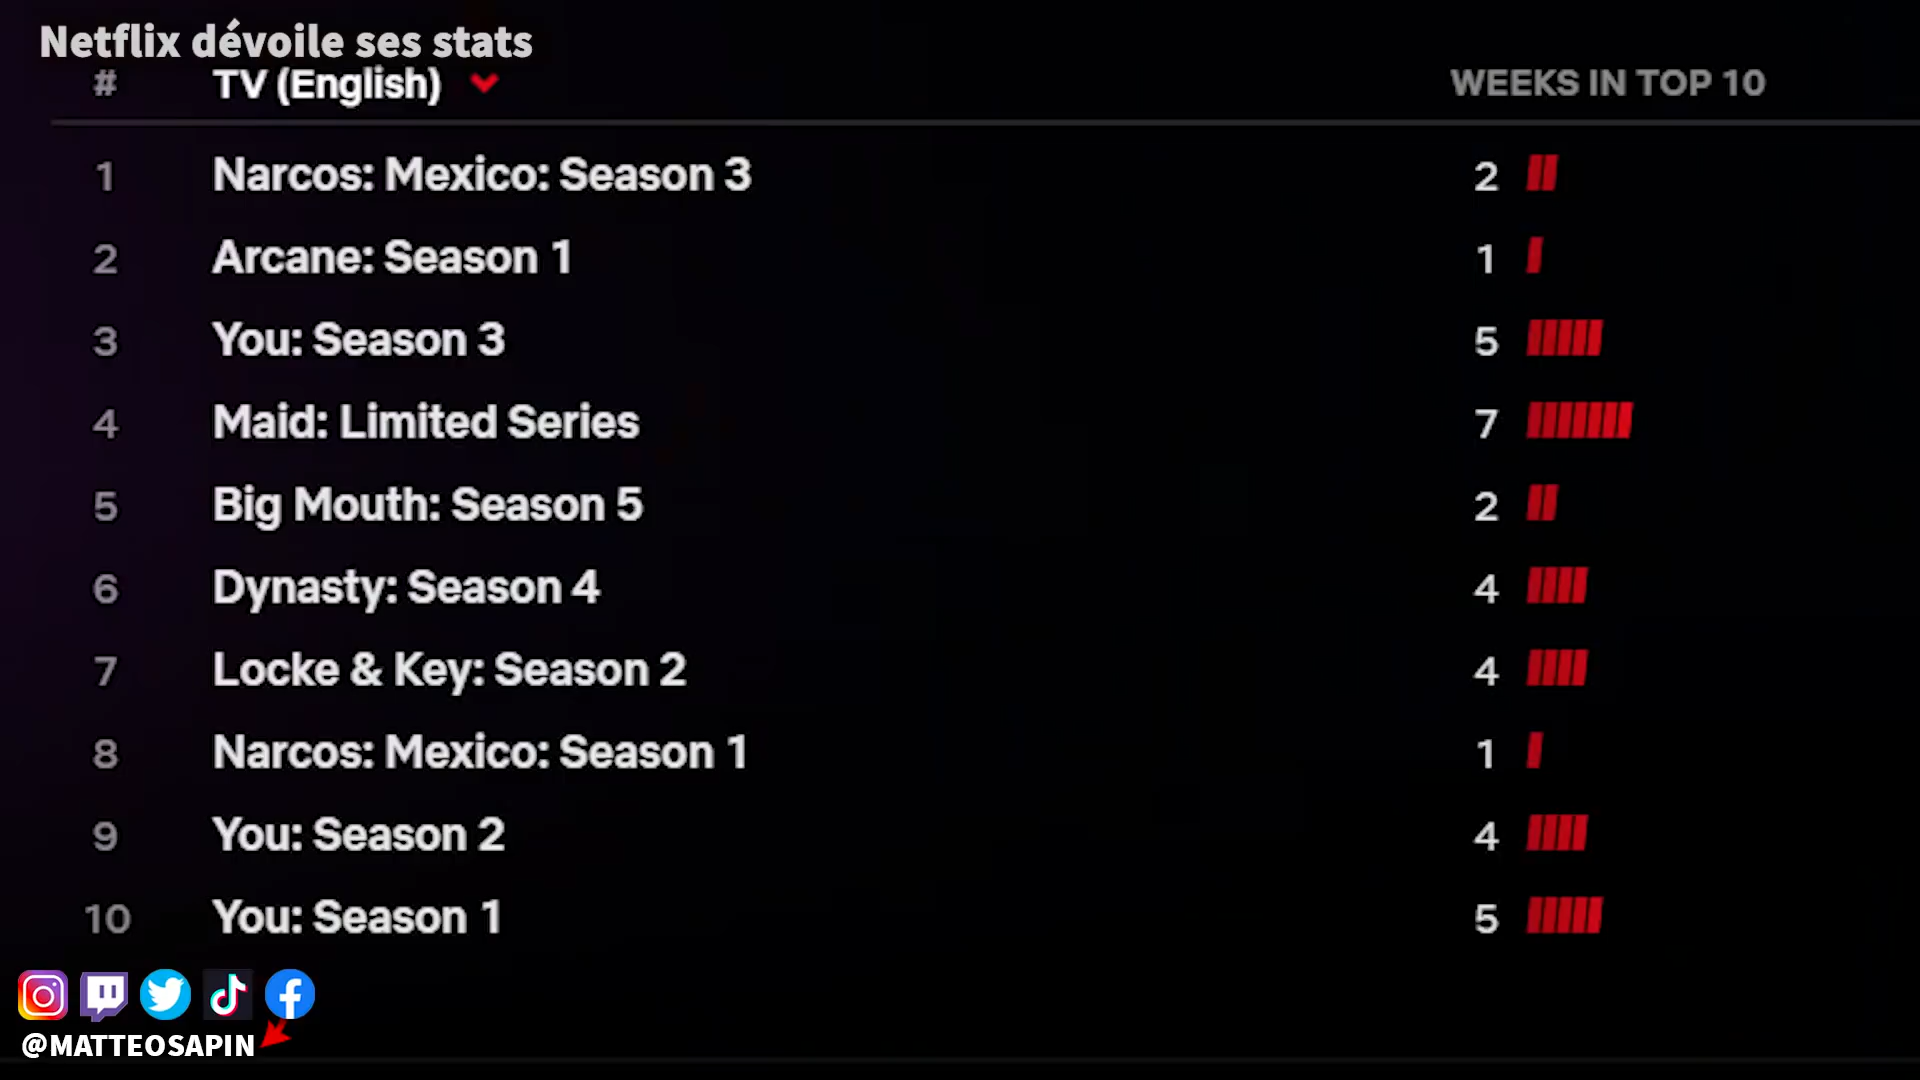 Netflix dévoile ses stats
# TV (English) WEEKS IN TOP 10
1 Narcos: Mexico: Season 3 2
2 Arcane: Season 1 1
3 You: Season 3 5
4 Maid: Limited Series 7
5 Big Mouth: Season 5 2
6 Dynasty: Season 4 4
7 Locke & Key: Season 2 4
8 Narcos: Mexico: Season 1 1
9 You: Season 2 4
10 You: Season 1 5
@MATTEOSAPIN